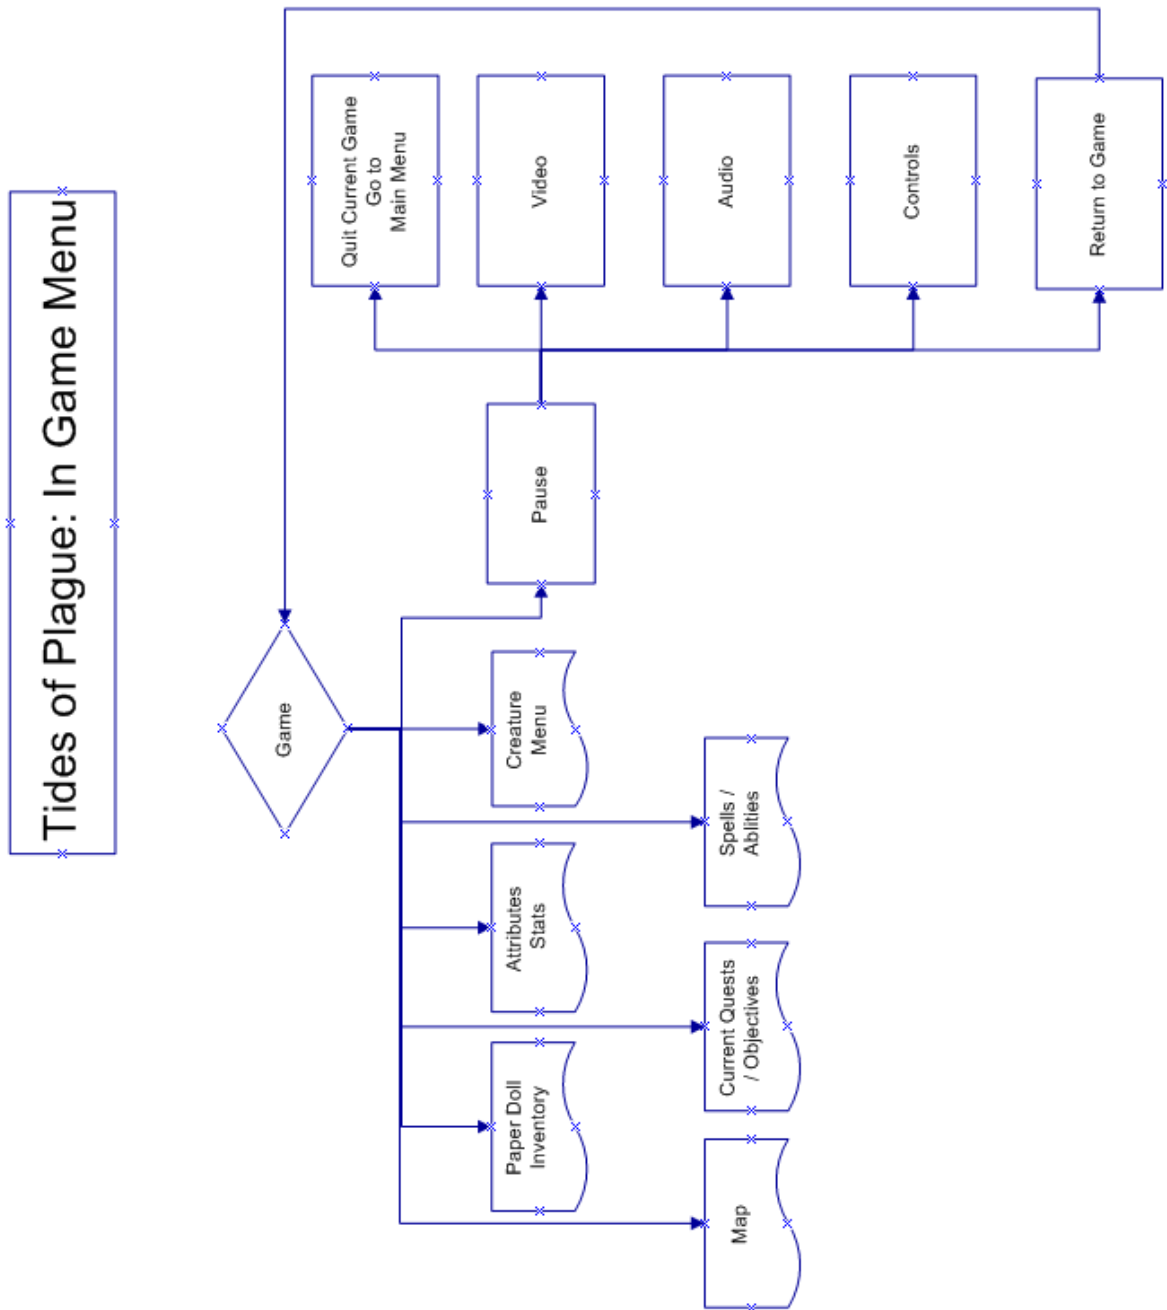 Tides of Plague: In Game Menu
Game
Map
Paper Doll
Inventory
Current Quests
/ Objectives
Attributes
Stats
Spells /
Ablities
Creature
Menu
Pause
Quit Current Game
Go to
Main Menu
Video
Audio
Controls
Return to Game